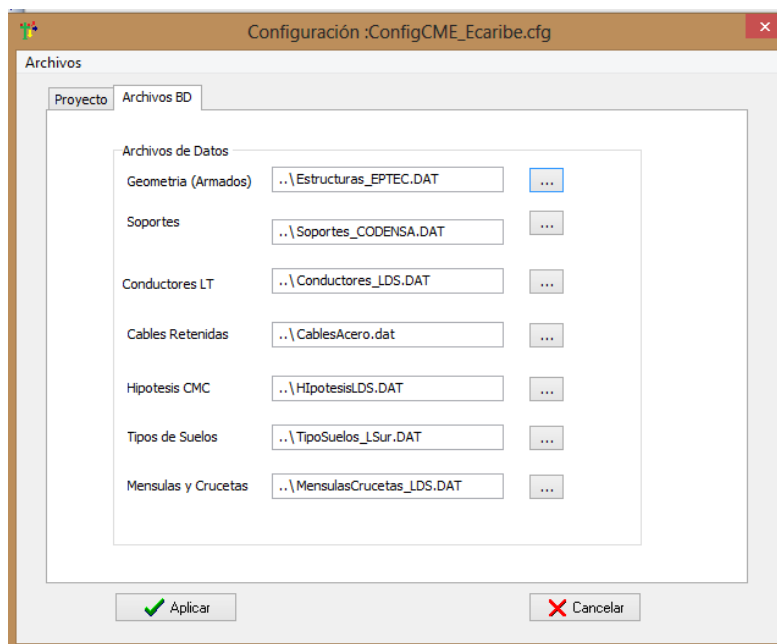 Configuración :ConfigCME_Ecaribe.cfg
Archivos
Proyecto Archivos BD
Archivos de Datos
Geometria (Armados) ..\Estructuras_EPTEC.DAT ...
Soportes ..\Soportes_CODENSA.DAT ...
Conductores LT ..\Conductores_LDS.DAT ...
Cables Retenidas ..\CablesAcero.dat ...
Hipotesis CMC ..\HIpotesisLDS.DAT ...
Tipos de Suelos ..\TipoSuelos_LSur.DAT ...
Mensulas y Crucetas ..\MensulasCrucetas_LDS.DAT ...
Aplicar Cancelar